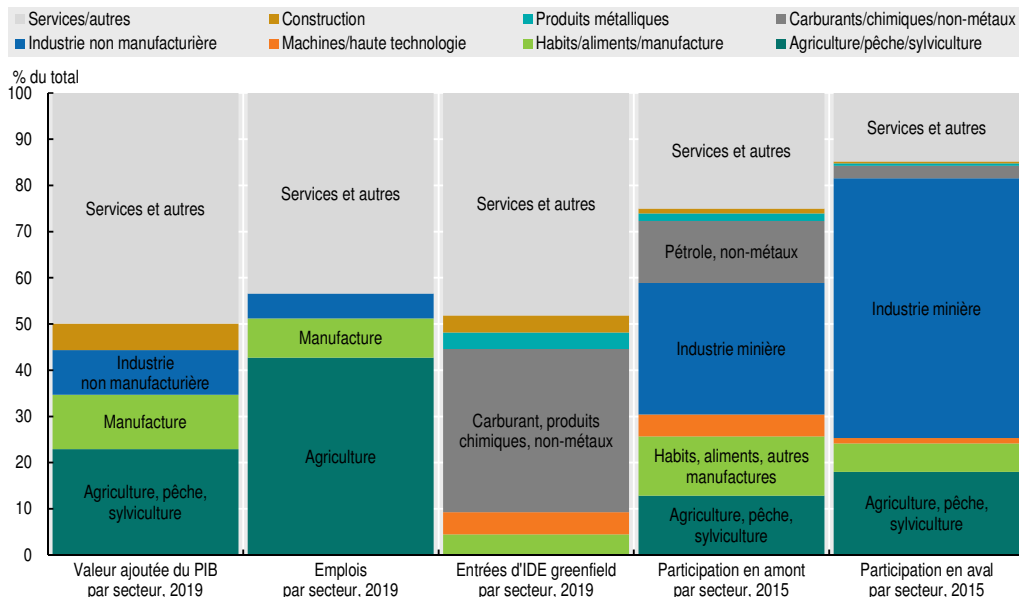 Services/autres
Construction
Produits métalliques
Carburants/chimiques/non-métaux
Industrie non manufacturière
Machines/haute technologie
Habits/aliments/manufacture
Agriculture/pêche/sylviculture
% du total
100
90
80
70
60
50
40
30
20
10
0
Services et autres
Industrie
non manufacturière
Manufacture
Agriculture, pêche,
sylviculture
Services et autres
Manufacture
Agriculture
Services et autres
Carburant, produits
chimiques, non-métaux
Services et autres
Pétrole, non-métaux
Industrie minière
Habits, aliments, autres
manufactures
Agriculture, pêche,
sylviculture
Services et autres
Industrie minière
Agriculture, pêche,
sylviculture
Valeur ajoutée du PIB
par secteur, 2019
Emplois
par secteur, 2019
Entrées d'IDE greenfield
par secteur, 2019
Participation en amont
par secteur, 2015
Participation en aval
par secteur, 2015